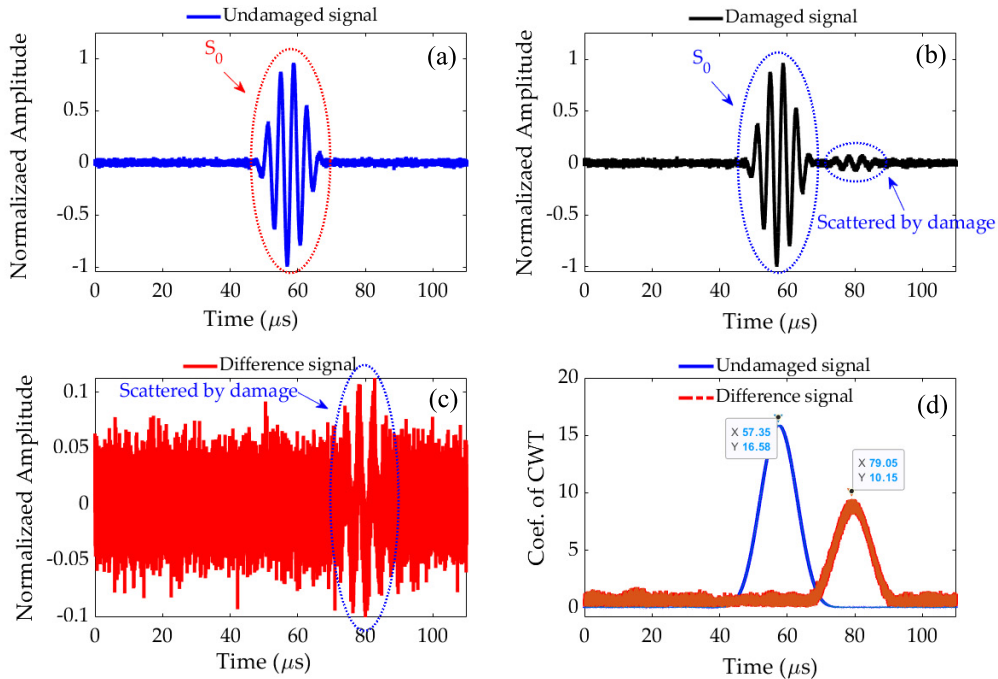 Undamaged signal
(a)
S0
Normalizaed Amplitude
1
0.5
0
-0.5
-1
0 20 40 60 80 100
Time (μs)
Damaged signal
(b)
S0
Scattered by damage
Normalizaed Amplitude
1
0.5
0
-0.5
-1
0 20 40 60 80 100
Time (μs)
Difference signal
Scattered by damage
(c)
Normalizaed Amplitude
0.1
0.05
0
-0.05
-0.1
0 20 40 60 80 100
Time (μs)
Undamaged signal
Difference signal
(d)
X 57.35
Y 16.58
X 79.05
Y 10.15
Coef. of CWT
20
15
10
5
0
0 20 40 60 80 100
Time (μs)